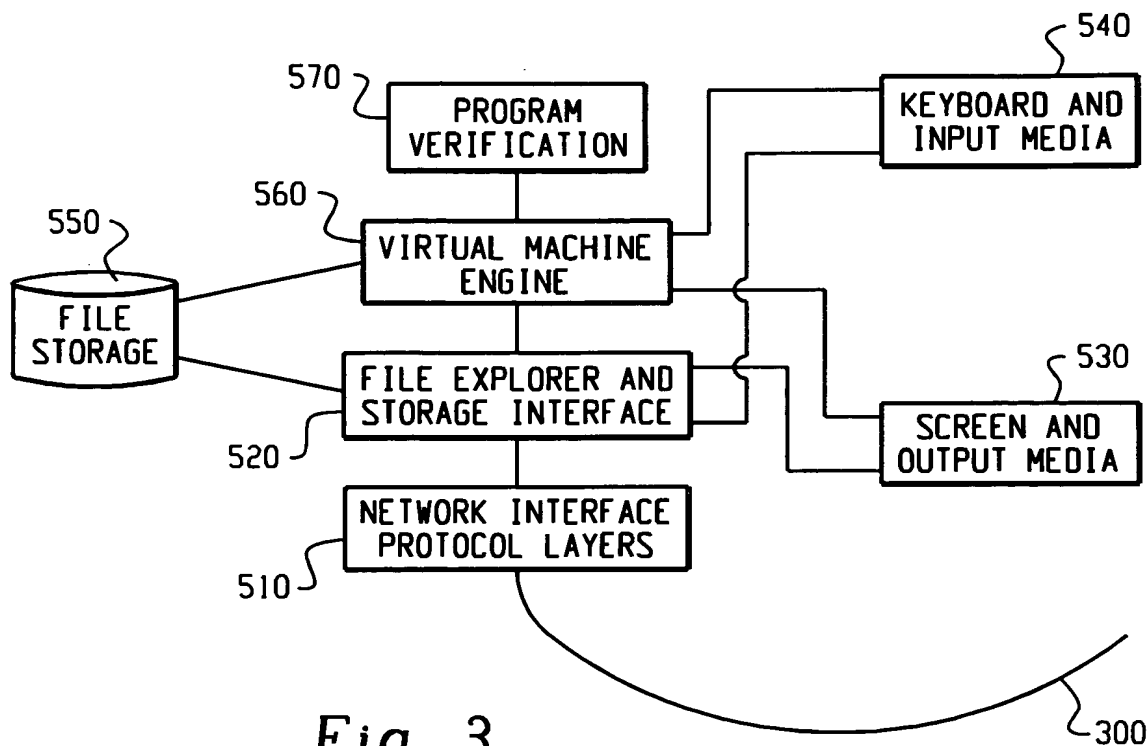 540
570
PROGRAM
VERIFICATION
KEYBOARD AND
INPUT MEDIA
560
550
VIRTUAL MACHINE
ENGINE
FILE
STORAGE
530
FILE EXPLORER AND
STORAGE INTERFACE
SCREEN AND
OUTPUT MEDIA
520
NETWORK INTERFACE
PROTOCOL LAYERS
510
300
Fig. 3